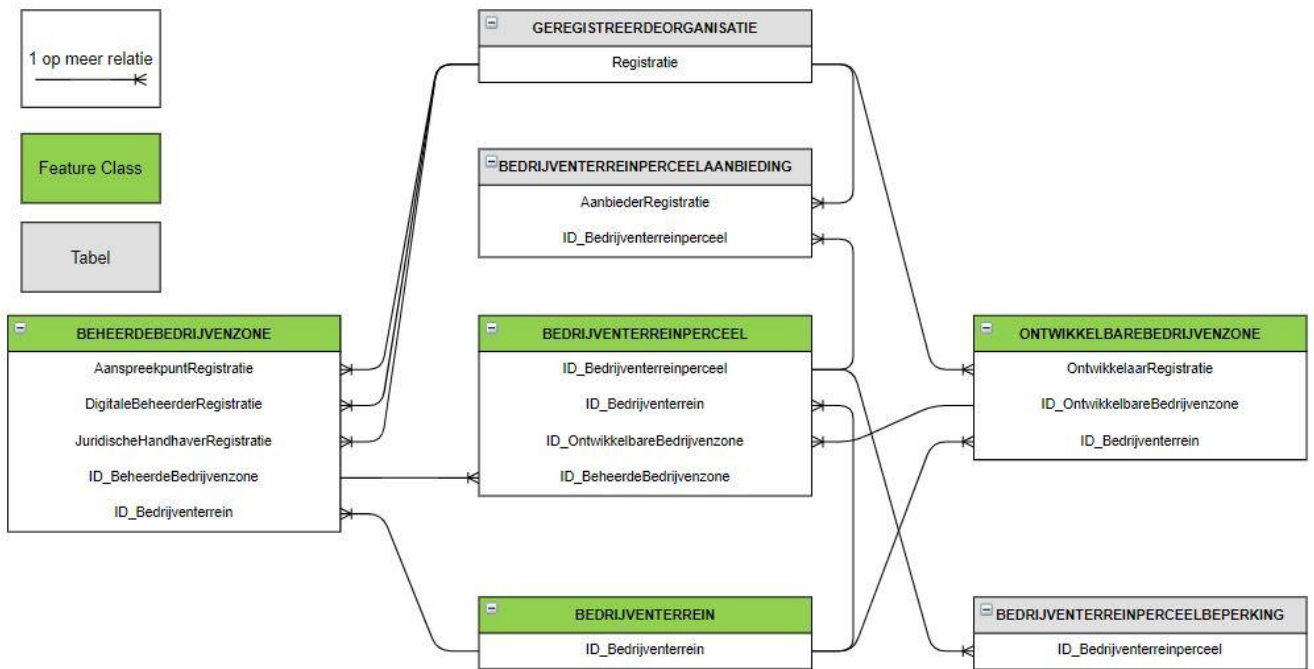 1 op meer relatie
Feature Class
Tabel
GEREGISTREERDEORGANISATIE
Registratie
BEDRIJVENTERREINPERCEELAANBIEDING
AanbiederRegistratie
ID_Bedrijventerreinperceel
BEHEERDEBEDRIJVENZONE
AanspreekpuntRegistratie
DigitaleBeheerderRegistratie
JuridischeHandhaverRegistratie
ID_BeheerdeBedrijvenzone
ID_Bedrijventerrein
BEDRIJVENTERREINPERCEEL
ID_Bedrijventerreinperceel
ID_Bedrijventerrein
ID_OntwikkelbareBedrijvenzone
ID_BeheerdeBedrijvenzone
ONTWIKKELBAREBEDRIJVENZONE
OntwikkelaarRegistratie
ID_OntwikkelbareBedrijvenzone
ID_Bedrijventerrein
BEDRIJVENTERREIN
ID_Bedrijventerrein
BEDRIJVENTERREINPERCEELBEPERKING
ID_Bedrijventerreinperceel